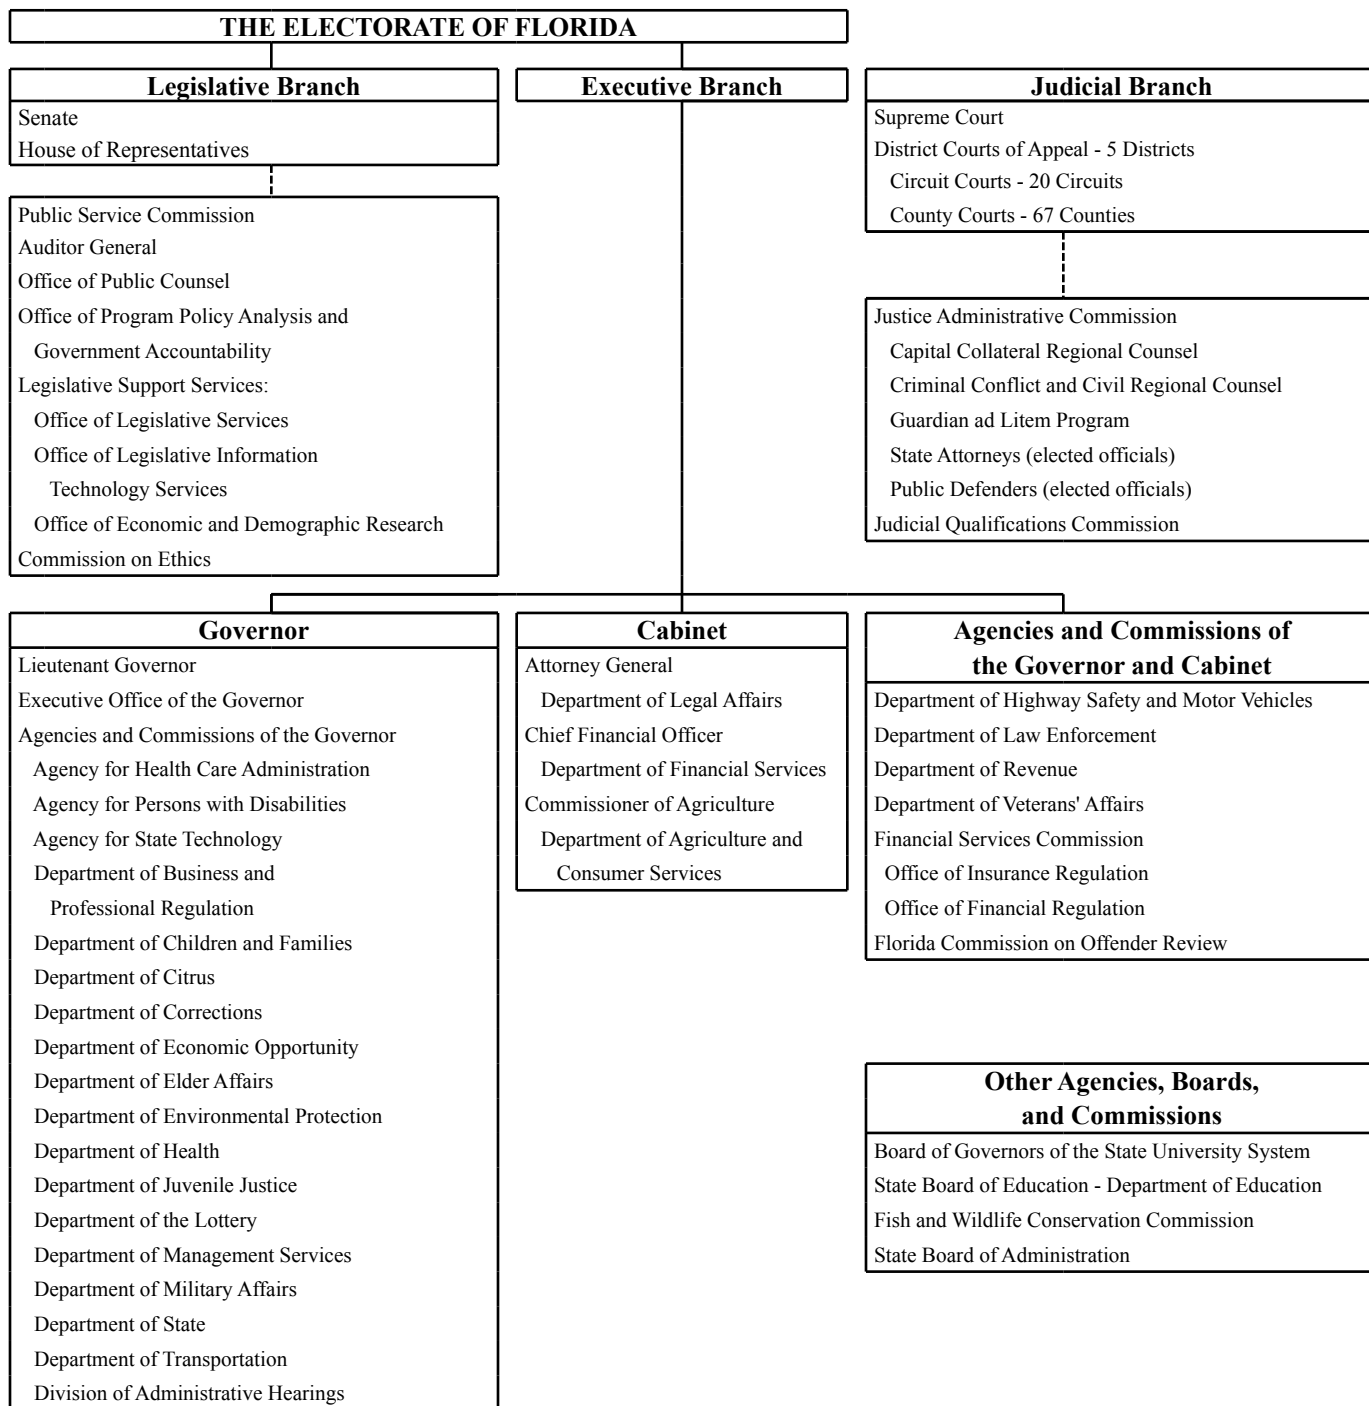 THE ELECTORATE OF FLORIDA
Legislative Branch
Senate
House of Representatives
Public Service Commission
Auditor General
Office of Public Counsel
Office of Program Policy Analysis and
Government Accountability
Legislative Support Services:
Office of Legislative Services
Office of Legislative Information
Technology Services
Office of Economic and Demographic Research
Commission on Ethics
Executive Branch
Judicial Branch
Supreme Court
District Courts of Appeal - 5 Districts
Circuit Courts - 20 Circuits
County Courts - 67 Counties
Justice Administrative Commission
Capital Collateral Regional Counsel
Criminal Conflict and Civil Regional Counsel
Guardian ad Litem Program
State Attorneys (elected officials)
Public Defenders (elected officials)
Judicial Qualifications Commission
Governor
Lieutenant Governor
Executive Office of the Governor
Agencies and Commissions of the Governor
Agency for Health Care Administration
Agency for Persons with Disabilities
Agency for State Technology
Department of Business and
Professional Regulation
Department of Children and Families
Department of Citrus
Department of Corrections
Department of Economic Opportunity
Department of Elder Affairs
Department of Environmental Protection
Department of Health
Department of Juvenile Justice
Department of the Lottery
Department of Management Services
Department of Military Affairs
Department of State
Department of Transportation
Division of Administrative Hearings
Cabinet
Attorney General
Department of Legal Affairs
Chief Financial Officer
Department of Financial Services
Commissioner of Agriculture
Department of Agriculture and
Consumer Services
Agencies and Commissions of
the Governor and Cabinet
Department of Highway Safety and Motor Vehicles
Department of Law Enforcement
Department of Revenue
Department of Veterans' Affairs
Financial Services Commission
Office of Insurance Regulation
Office of Financial Regulation
Florida Commission on Offender Review
Other Agencies, Boards,
and Commissions
Board of Governors of the State University System
State Board of Education - Department of Education
Fish and Wildlife Conservation Commission
State Board of Administration